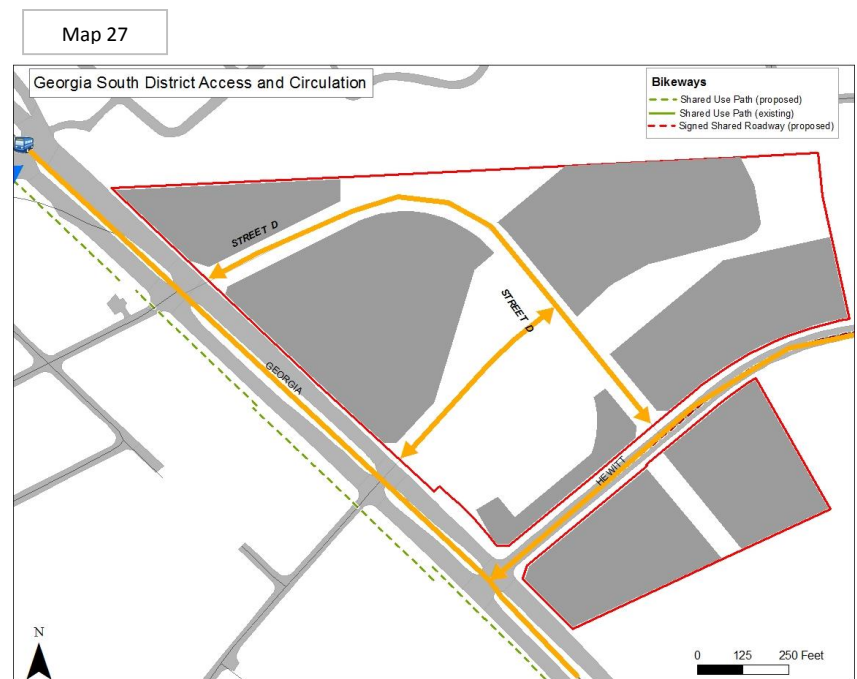 Map 27
Georgia South District Access and Circulation
Bikeways
Shared Use Path (proposed)
Shared Use Path (existing)
Signed Shared Roadway (proposed)
STREET D
STREET D
GEORGIA
HEWITT
N
0 125 250 Feet